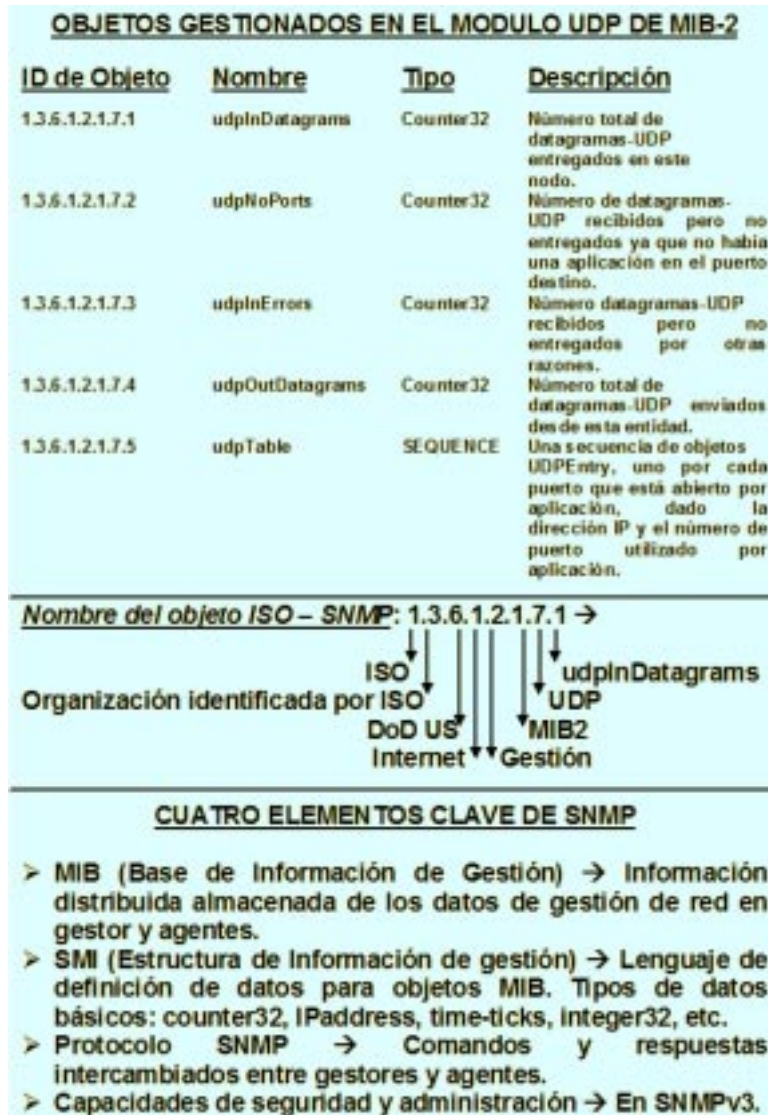 OBJETOS GESTIONADOS EN EL MODULO UDP DE MIB-2
ID de Objeto Nombre Tipo Descripción
1.3.6.1.2.1.7.1 udpInDatagrams Counter32 Número total de
datagramas-UDP
entregados en este
nodo.
1.3.6.1.2.1.7.2 udpNoPorts Counter32 Número de datagramas-
UDP recibidos pero no
entregados ya que no había
una aplicación en el puerto
destino.
1.3.6.1.2.1.7.3 udpInErrors Counter32 Número datagramas-UDP
recibidos pero no
entregados por otras
razones.
1.3.6.1.2.1.7.4 udpOutDatagrams Counter32 Número total de
datagramas-UDP enviados
desde esta entidad.
1.3.6.1.2.1.7.5 udpTable SEQUENCE Una secuencia de objetos
UDPEntry, uno por cada
puerto que está abierto por
aplicación, dado la
dirección IP y el número de
puerto utilizado por
aplicación.
Nombre del objeto ISO – SNMP: 1.3.6.1.2.1.7.1 →
ISO udpInDatagrams
Organización identificada por ISO UDP
DoD US MIB2
Internet Gestión
CUATRO ELEMENTOS CLAVE DE SNMP
➢ MIB (Base de Información de Gestión) → Información
distribuida almacenada de los datos de gestión de red en
gestor y agentes.
➢ SMI (Estructura de Información de gestión) → Lenguaje de
definición de datos para objetos MIB. Tipos de datos
básicos: counter32, IPaddress, time-ticks, integer32, etc.
➢ Protocolo SNMP → Comandos y respuestas
intercambiados entre gestores y agentes.
➢ Capacidades de seguridad y administración → En SNMPv3.